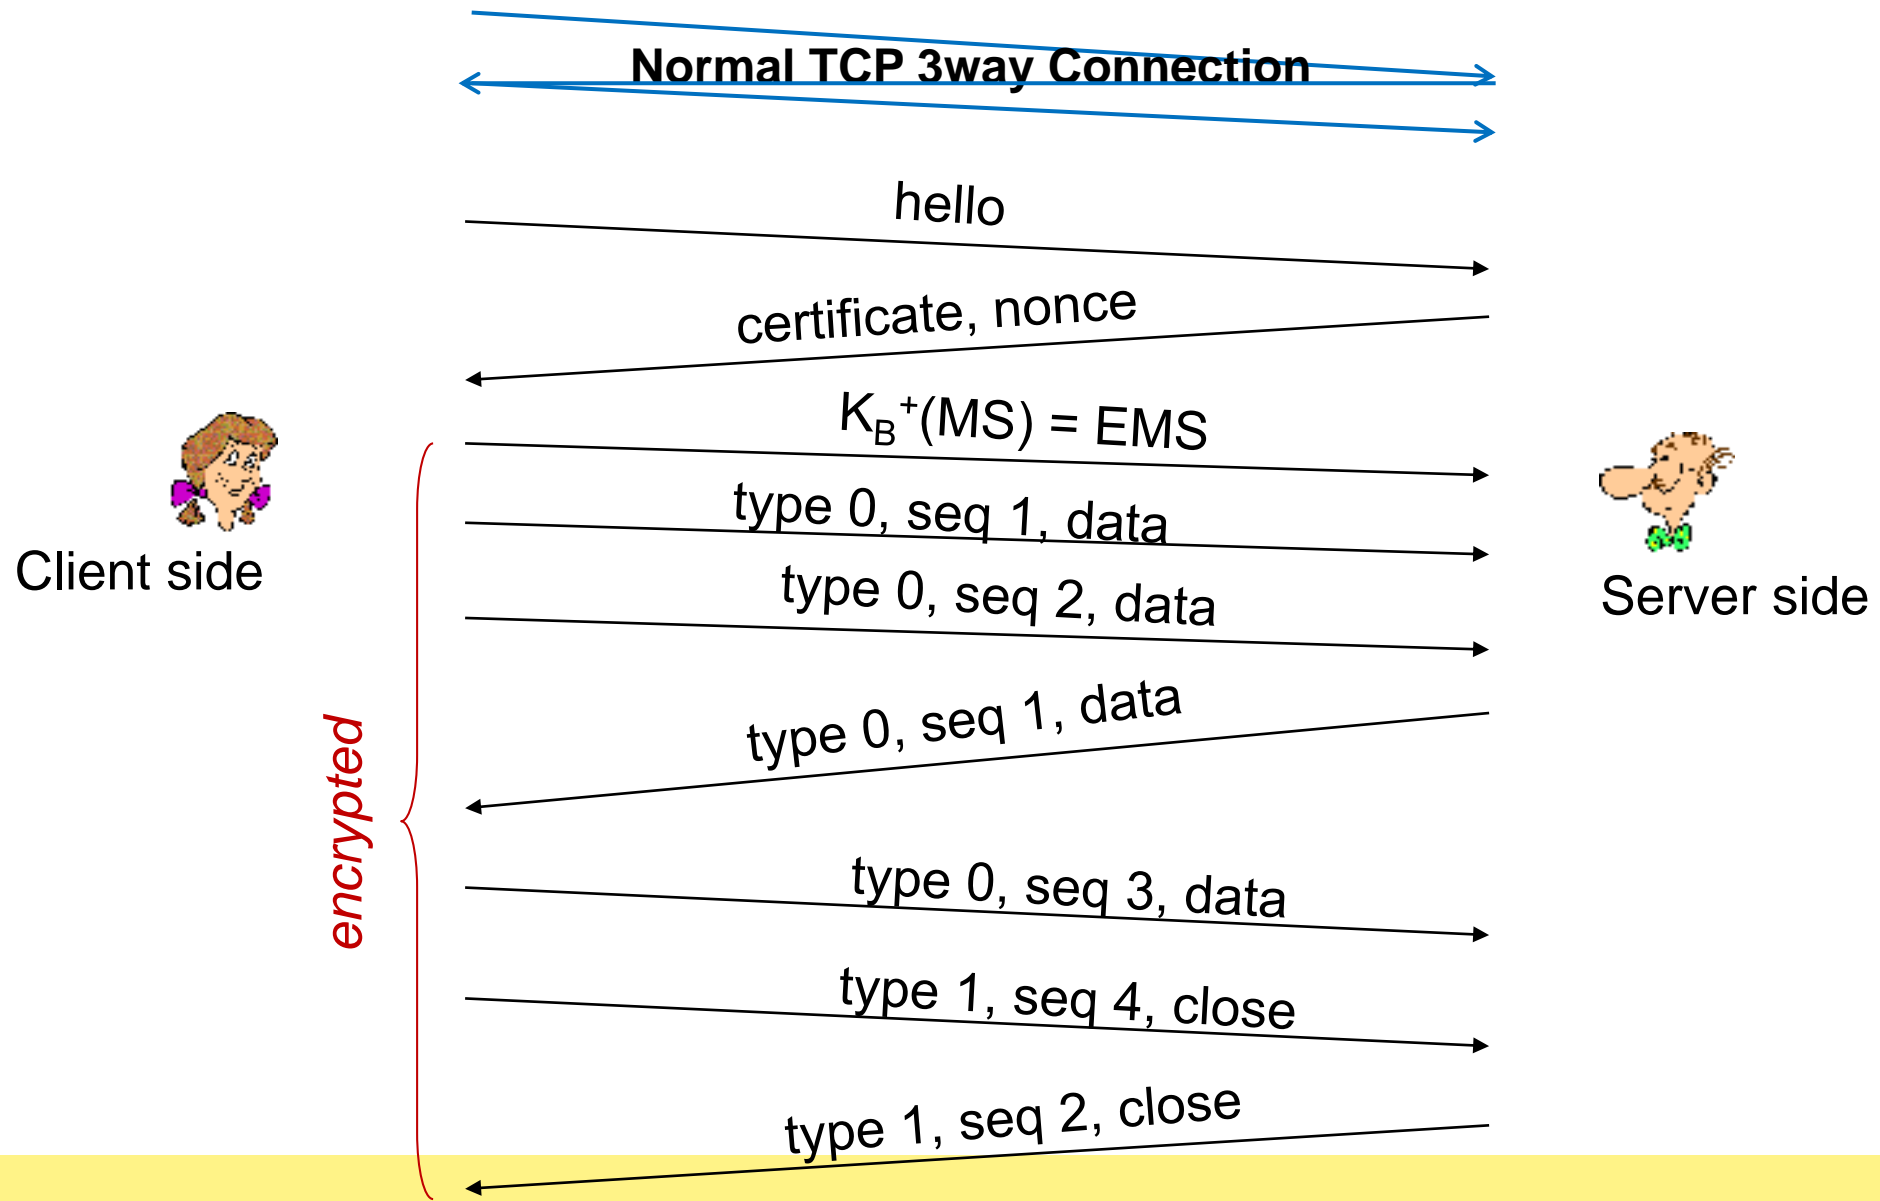 Normal TCP 3way Connection
hello
certificate, nonce
K_B^+(MS) = EMS
type 0, seq 1, data
Client side
type 0, seq 2, data
Server side
type 0, seq 1, data
encrypted
type 0, seq 3, data
type 1, seq 4, close
type 1, seq 2, close